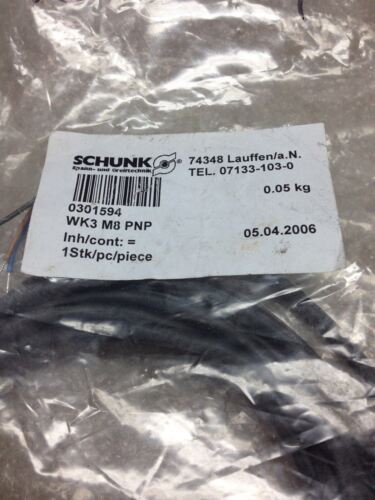 SCHUNK ® 74348 Lauffen/a.N.
Spann- und Greiftechnik TEL. 07133-103-0
0.05 kg
0301594
WK3 M8 PNP
Inh/cont: = 05.04.2006
1Stk/pc/piece